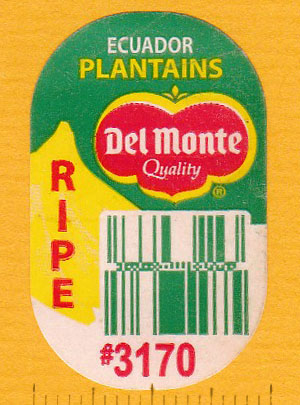 ECUADOR
PLANTAINS
Del Monte
Quality
®
RIPE
#3170